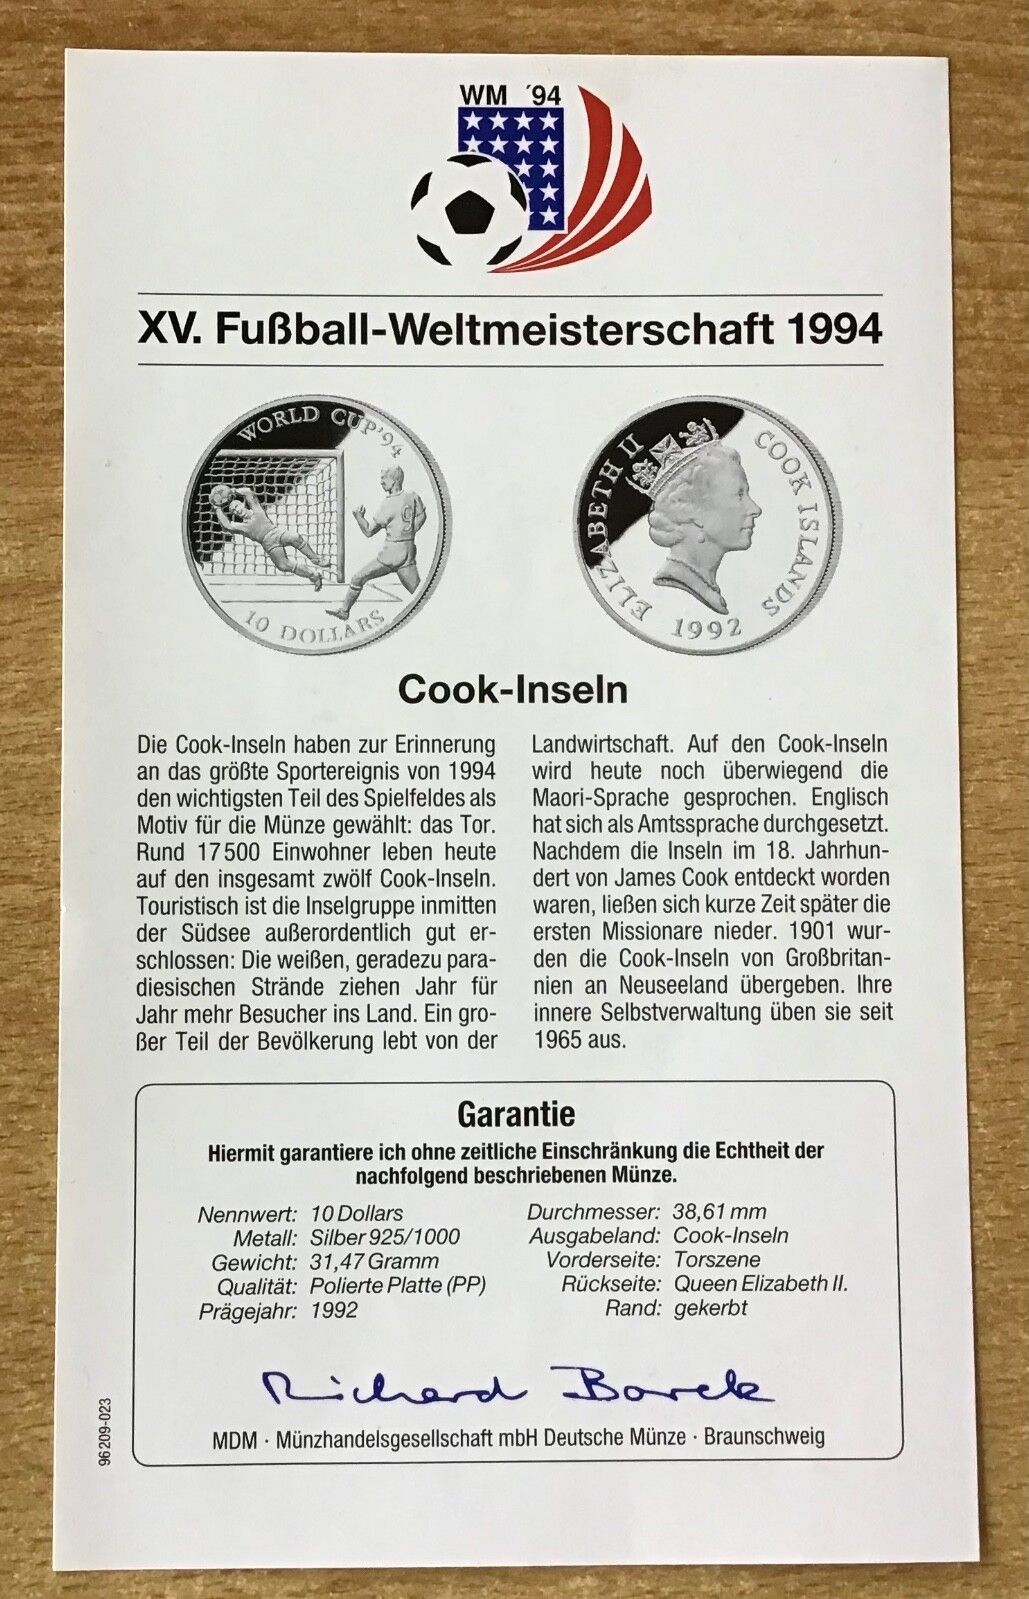 WM ´94
XV. Fußball-Weltmeisterschaft 1994
WORLD CUP'94
9
10 DOLLARS
ELIZABETH II
COOK ISLANDS
1992
Cook-Inseln
Die Cook-Inseln haben zur Erinnerung
an das größte Sportereignis von 1994
den wichtigsten Teil des Spielfeldes als
Motiv für die Münze gewählt: das Tor.
Rund 17500 Einwohner leben heute
auf den insgesamt zwölf Cook-Inseln.
Touristisch ist die Inselgruppe inmitten
der Südsee außerordentlich gut er-
schlossen: Die weißen, geradezu para-
diesischen Strände ziehen Jahr für
Jahr mehr Besucher ins Land. Ein gro-
ßer Teil der Bevölkerung lebt von der
Landwirtschaft. Auf den Cook-Inseln
wird heute noch überwiegend die
Maori-Sprache gesprochen. Englisch
hat sich als Amtssprache durchgesetzt.
Nachdem die Inseln im 18. Jahrhun-
dert von James Cook entdeckt worden
waren, ließen sich kurze Zeit später die
ersten Missionare nieder. 1901 wur-
den die Cook-Inseln von Großbritan-
nien an Neuseeland übergeben. Ihre
innere Selbstverwaltung üben sie seit
1965 aus.
Garantie
Hiermit garantiere ich ohne zeitliche Einschränkung die Echtheit der
nachfolgend beschriebenen Münze.
Nennwert: 10 Dollars
Metall: Silber 925/1000
Gewicht: 31,47 Gramm
Qualität: Polierte Platte (PP)
Prägejahr: 1992
Durchmesser: 38,61 mm
Ausgabeland: Cook-Inseln
Vorderseite: Torszene
Rückseite: Queen Elizabeth II.
Rand: gekerbt
Richard Borek
MDM · Münzhandelsgesellschaft mbH Deutsche Münze · Braunschweig
96209-023